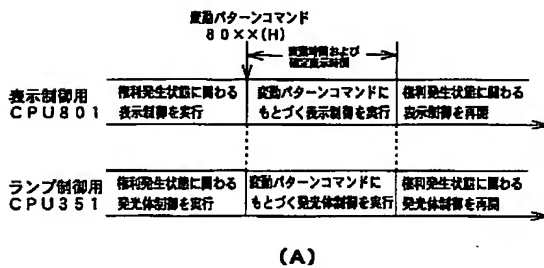 変動パターンコマンド
80××(H)
変動時間および
確定表示時間
表示制御用
CPU801
権利発生状態に関わる
表示制御を実行
変動パターンコマンドに
もとづく表示制御を実行
権利発生状態に関わる
表示制御を再開
ランプ制御用
CPU351
権利発生状態に関わる
発光体制御を実行
変動パターンコマンドに
もとづく発光体制御を実行
権利発生状態に関わる
発光体制御を再開
(A)